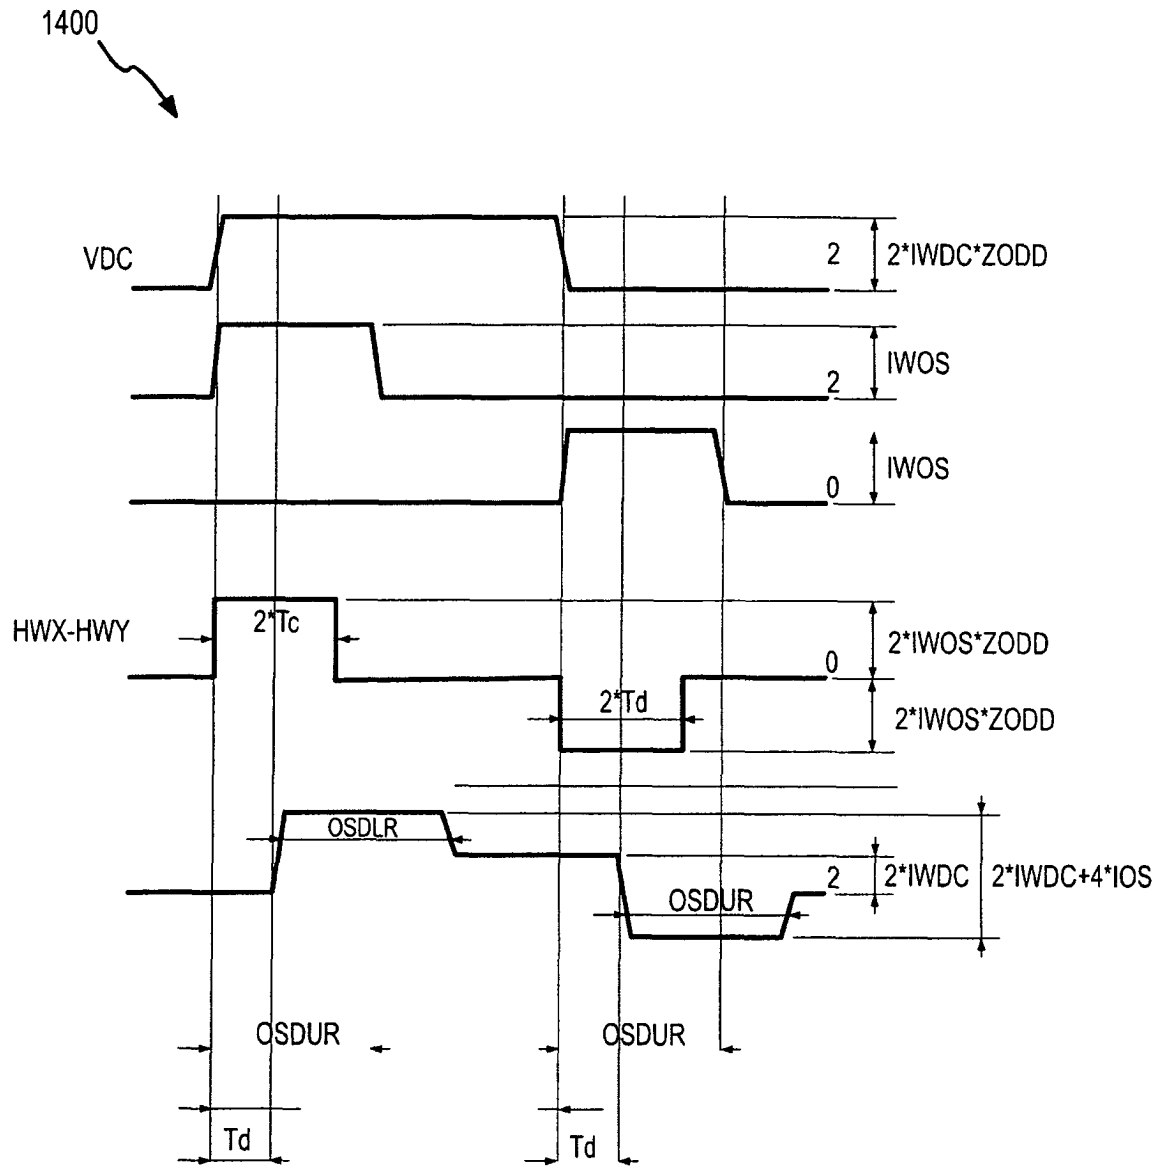 1400
VDC
2
2*IWDC*ZODD
2
IWOS
0
IWOS
HWX-HWY
2*Tc
0
2*IWOS*ZODD
2*Td
2*IWOS*ZODD
OSDLR
2
2*IWDC
2*IWDC+4*IOS
OSDUR
OSDUR
OSDUR
Td
Td